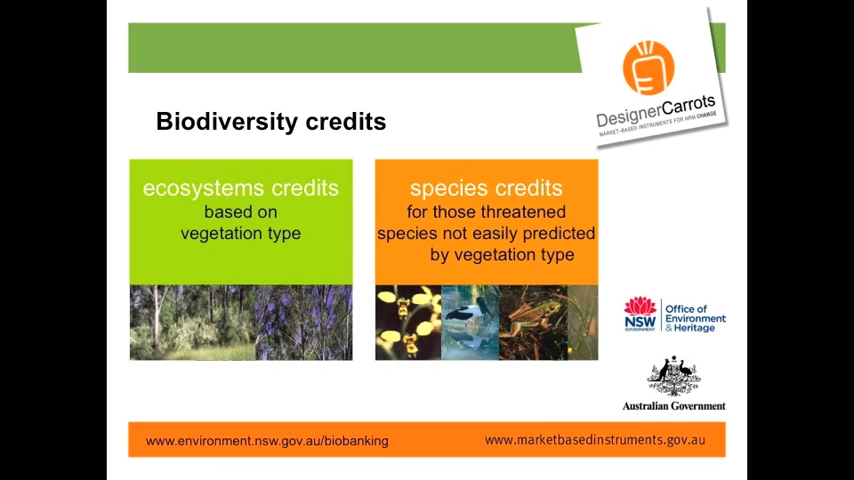 DesignerCarrots
MARKET-BASED INSTRUMENTS FOR NRM CHANGE
Biodiversity credits
ecosystems credits
based on
vegetation type
species credits
for those threatened
species not easily predicted
by vegetation type
NSW
GOVERNMENT
Office of
Environment
& Heritage
Australian Government
www.environment.nsw.gov.au/biobanking
www.marketbasedinstruments.gov.au